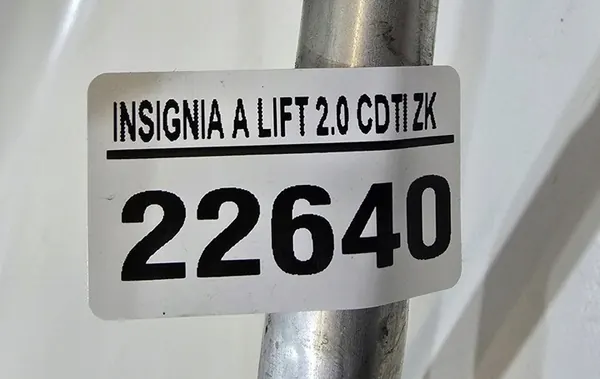 INSIGNIA A LIFT 2.0 CDTI ZK
22640